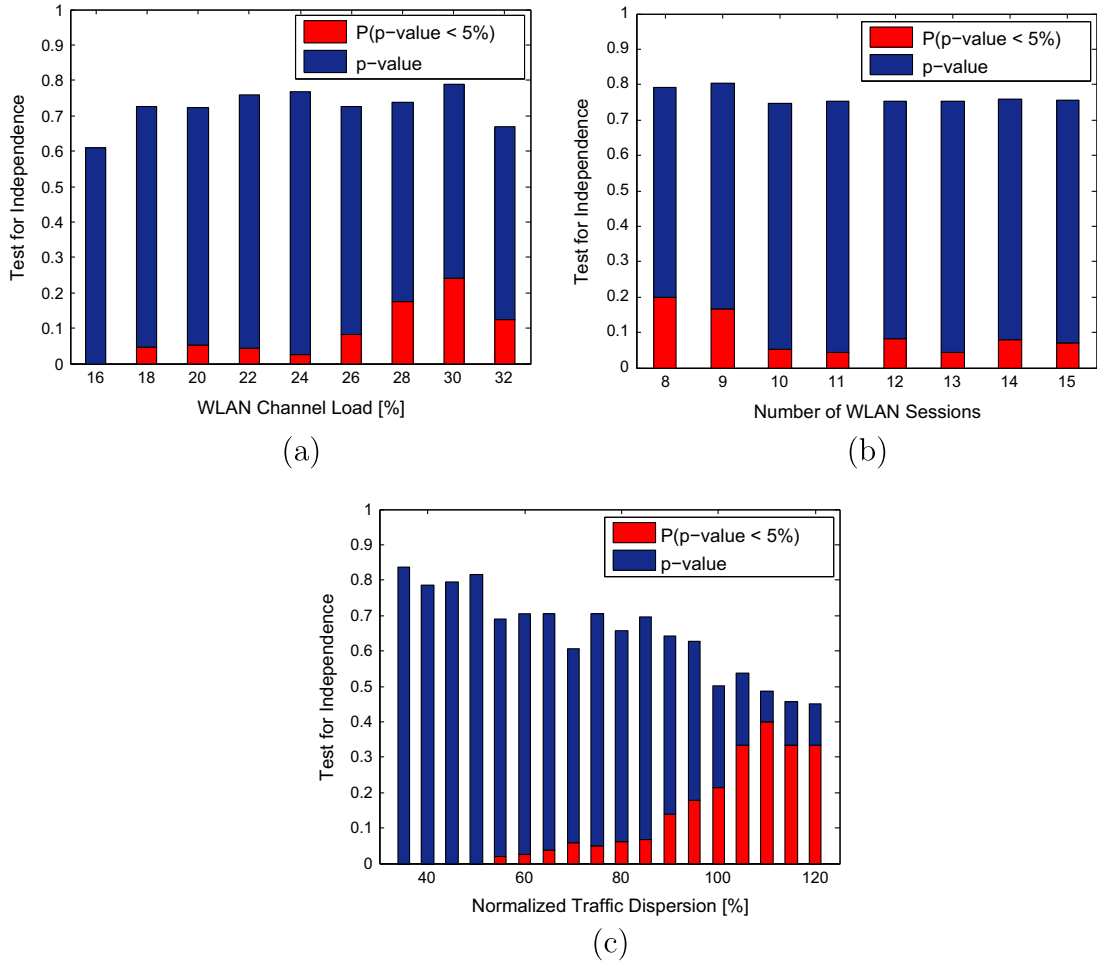 1
0.9
0.8
0.7
0.6
0.5
0.4
0.3
0.2
0.1
0
Test for Independence
P(p−value < 5%)
p−value
16 18 20 22 24 26 28 30 32
WLAN Channel Load [%]
(a)
1
0.9
0.8
0.7
0.6
0.5
0.4
0.3
0.2
0.1
0
Test for Independence
P(p−value < 5%)
p−value
8 9 10 11 12 13 14 15
Number of WLAN Sessions
(b)
1
0.9
0.8
0.7
0.6
0.5
0.4
0.3
0.2
0.1
0
Test for Independence
P(p−value < 5%)
p−value
40 60 80 100 120
Normalized Traffic Dispersion [%]
(c)